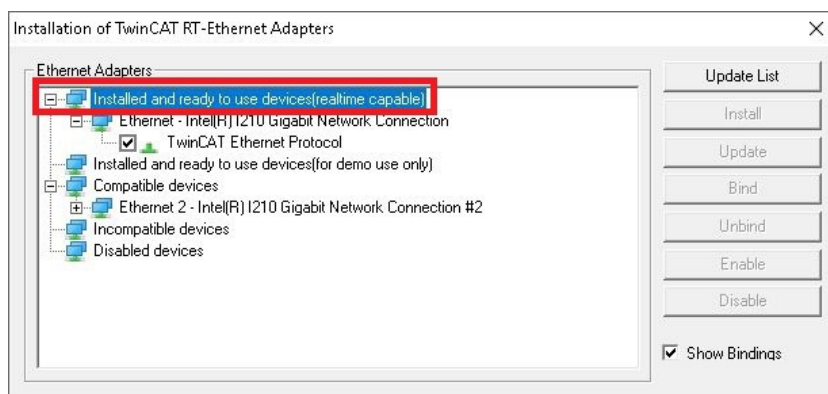 Installation of TwinCAT RT-Ethernet Adapters
Ethernet Adapters
Installed and ready to use devices(realtime capable)
Ethernet - Intel(R) I210 Gigabit Network Connection
TwinCAT Ethernet Protocol
Installed and ready to use devices(for demo use only)
Compatible devices
Ethernet 2 - Intel(R) I210 Gigabit Network Connection #2
Incompatible devices
Disabled devices
Update List
Install
Update
Bind
Unbind
Enable
Disable
Show Bindings